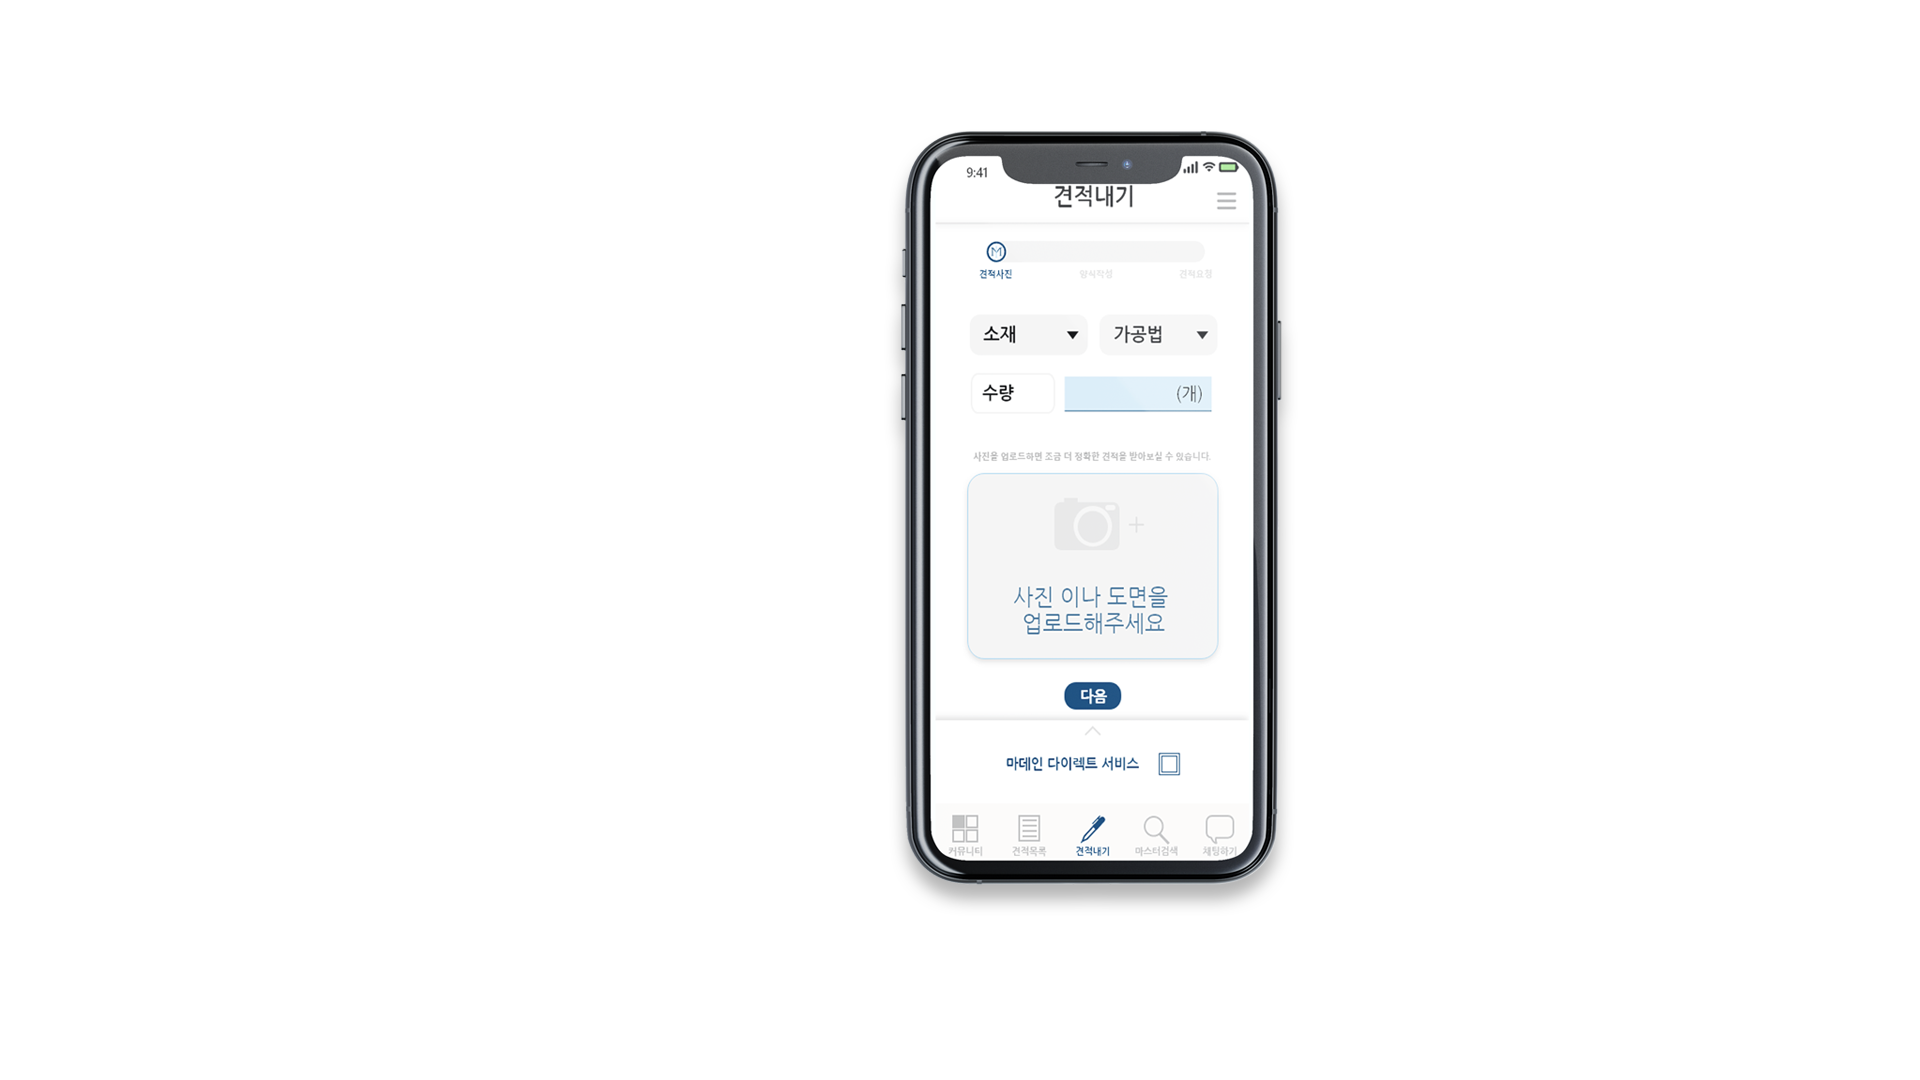 9:41
견적내기
M
견적사진 양식작성 견적요청
소재 가공법
수량 (개)
사진을 업로드하면 조금 더 정확한 견적을 받아보실 수 있습니다.
사진 이나 도면을
업로드해주세요
다음
마데인 다이렉트 서비스
커뮤니티 견적목록 견적내기 마스터검색 채팅하기